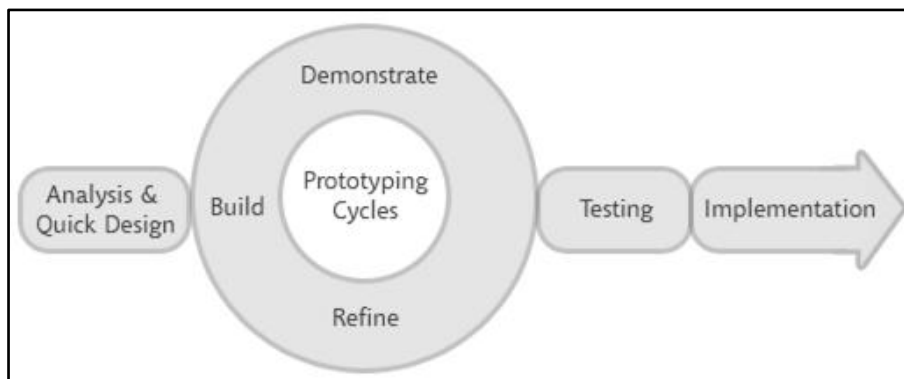 Analysis &
Quick Design
Build
Demonstrate
Prototyping
Cycles
Refine
Testing
Implementation